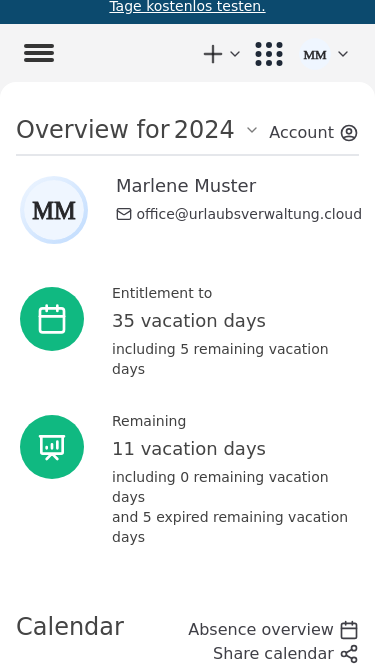 Tage kostenlos testen.
MM
Overview for 2024
Account
Marlene Muster
MM
office@urlaubsverwaltung.cloud
Entitlement to
35 vacation days
including 5 remaining vacation
days
Remaining
11 vacation days
including 0 remaining vacation
days
and 5 expired remaining vacation
days
Calendar
Absence overview
Share calendar